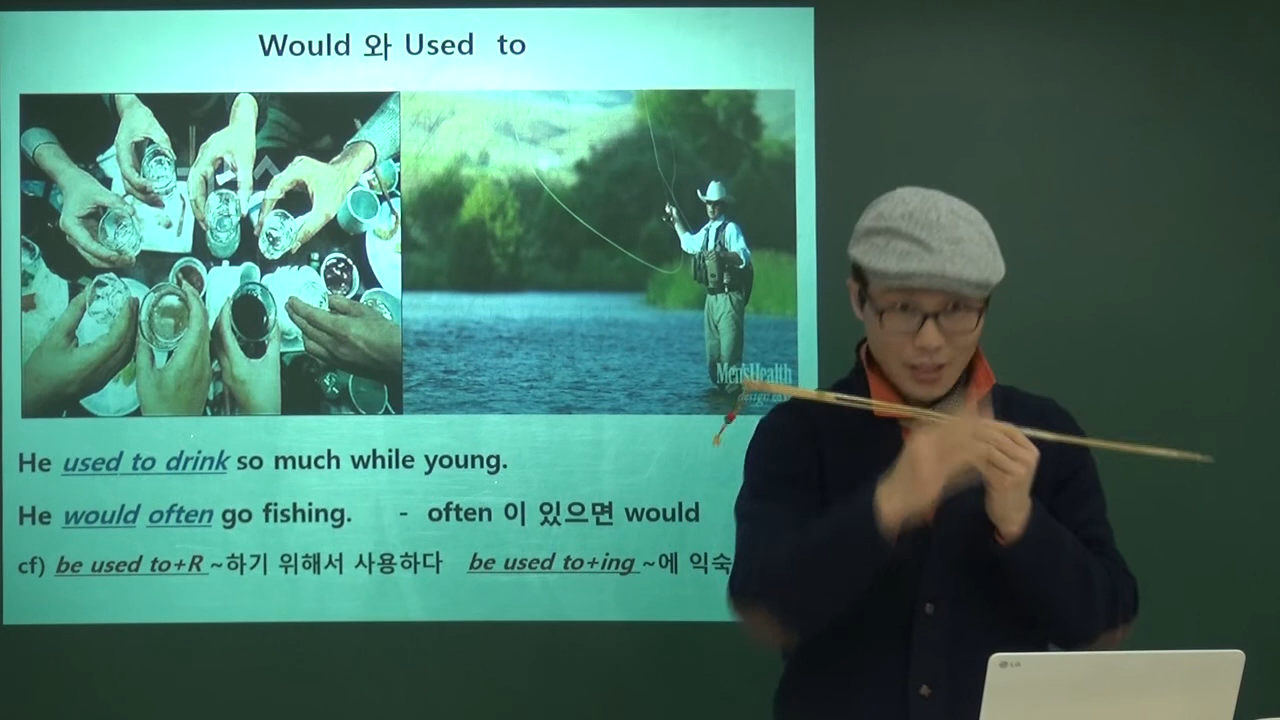 Would 와 Used to
Men'sHealth
He used to drink so much while young.
He would often go fishing. - often 이 있으면 would
cf) be used to+R ~하기 위해서 사용하다 be used to+ing ~에 익숙
LG